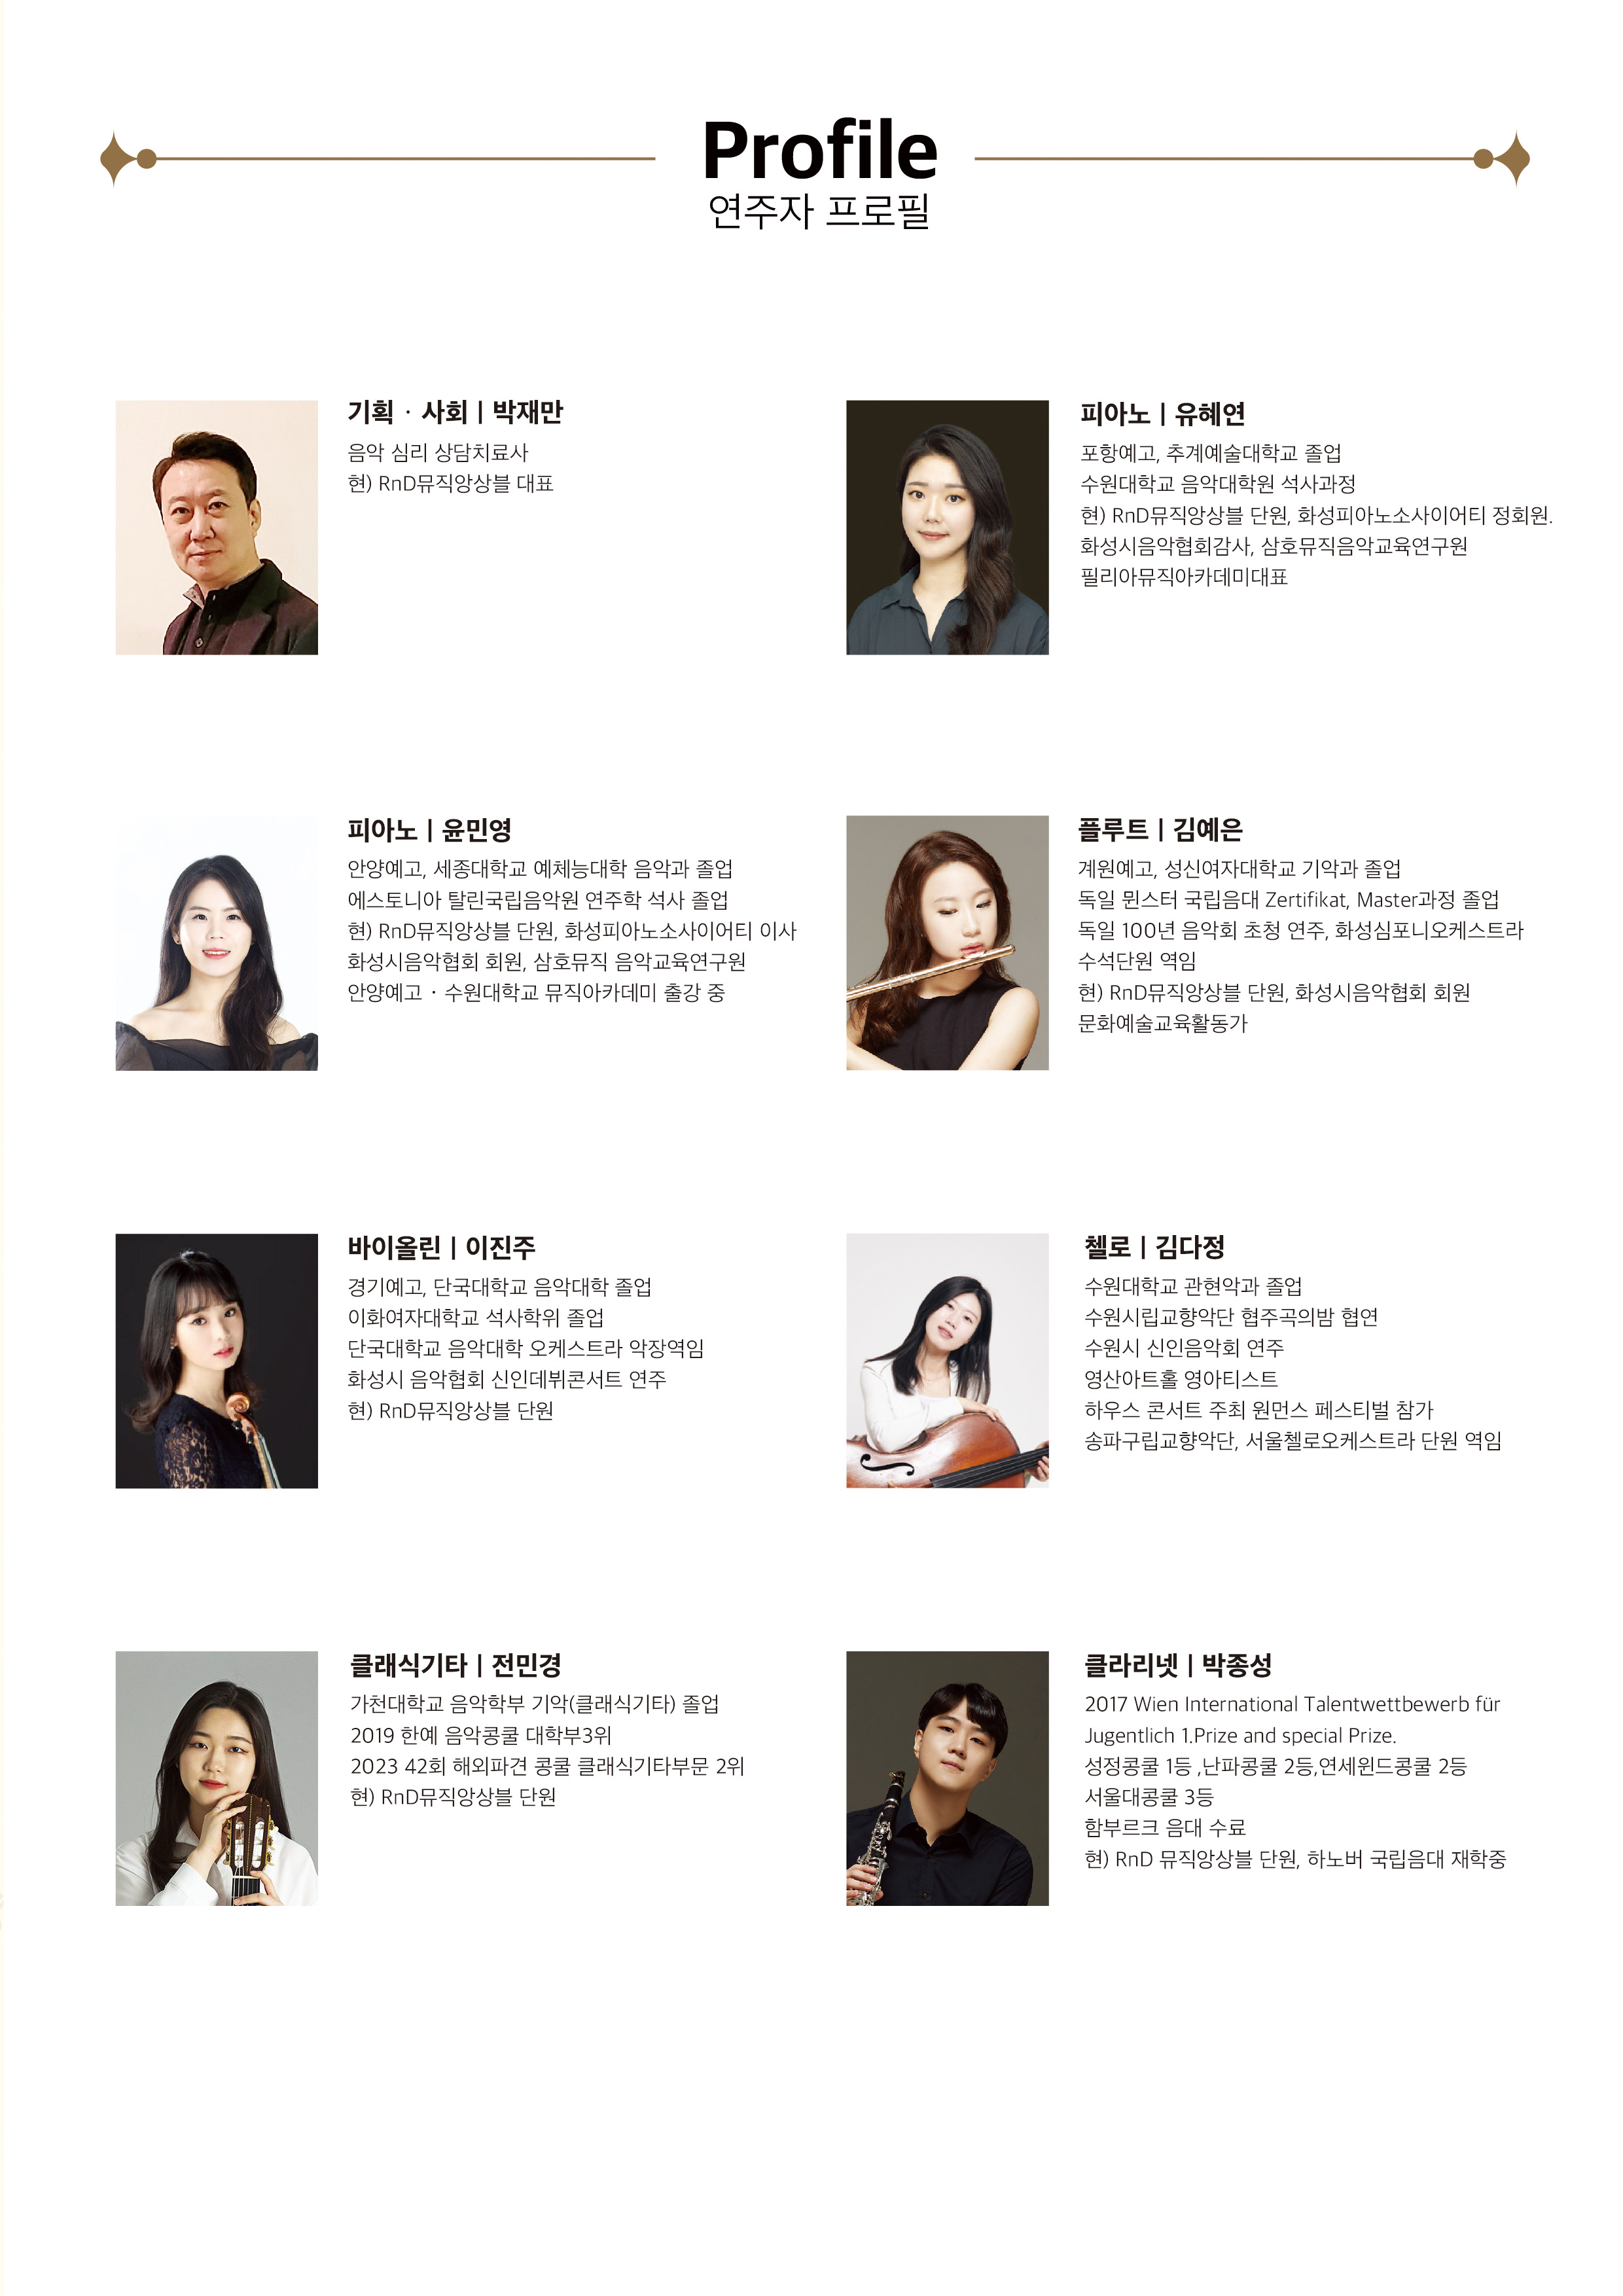 Profile
연주자 프로필
기획 · 사회 | 박재만
음악 심리 상담치료사
현) RnD뮤직앙상블 대표
피아노 | 유혜연
포항예고, 추계예술대학교 졸업
수원대학교 음악대학원 석사과정
현) RnD뮤직앙상블 단원, 화성피아노소사이어티 정회원.
화성시음악협회감사, 삼호뮤직음악교육연구원
필리아뮤직아카데미대표
피아노 | 윤민영
안양예고, 세종대학교 예체능대학 음악과 졸업
에스토니아 탈린국립음악원 연주학 석사 졸업
현) RnD뮤직앙상블 단원, 화성피아노소사이어티 이사
화성시음악협회 회원, 삼호뮤직 음악교육연구원
안양예고 · 수원대학교 뮤직아카데미 출강 중
플루트 | 김예은
계원예고, 성신여자대학교 기악과 졸업
독일 뮌스터 국립음대 Zertifikat, Master과정 졸업
독일 100년 음악회 초청 연주, 화성심포니오케스트라
수석단원 역임
현) RnD뮤직앙상블 단원, 화성시음악협회 회원
문화예술교육활동가
바이올린 | 이진주
경기예고, 단국대학교 음악대학 졸업
이화여자대학교 석사학위 졸업
단국대학교 음악대학 오케스트라 악장역임
화성시 음악협회 신인데뷔콘서트 연주
현) RnD뮤직앙상블 단원
첼로 | 김다정
수원대학교 관현악과 졸업
수원시립교향악단 협주곡의밤 협연
수원시 신인음악회 연주
영산아트홀 영아티스트
하우스 콘서트 주최 원먼스 페스티벌 참가
송파구립교향악단, 서울첼로오케스트라 단원 역임
클래식기타 | 전민경
가천대학교 음악학부 기악(클래식기타) 졸업
2019 한예 음악콩쿨 대학부3위
2023 42회 해외파견 콩쿨 클래식기타부문 2위
현) RnD뮤직앙상블 단원
클라리넷 | 박종성
2017 Wien International Talentwettbewerb für
Jugentlich 1.Prize and special Prize.
성정콩쿨 1등 ,난파콩쿨 2등,연세윈드콩쿨 2등
서울대콩쿨 3등
함부르크 음대 수료
현) RnD 뮤직앙상블 단원, 하노버 국립음대 재학중